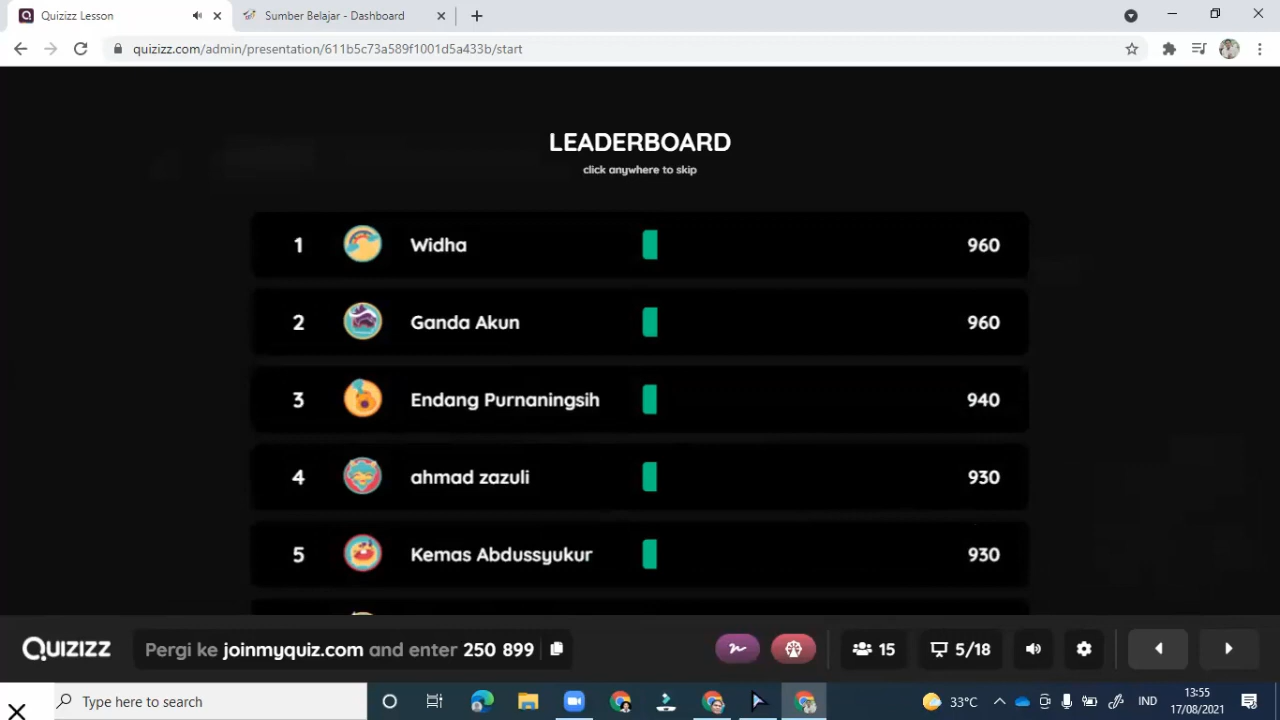 Quizizz Lesson
Sumber Belajar - Dashboard
quizizz.com/admin/presentation/611b5c73a589f1001d5a433b/start
LEADERBOARD
click anywhere to skip
1 Widha 960
2 Ganda Akun 960
3 Endang Purnaningsih 940
4 ahmad zazuli 930
5 Kemas Abdussyukur 930
Quizizz Pergi ke joinmyquiz.com and enter 250 899 15 5/18
Type here to search 33°C IND 13:55
17/08/2021